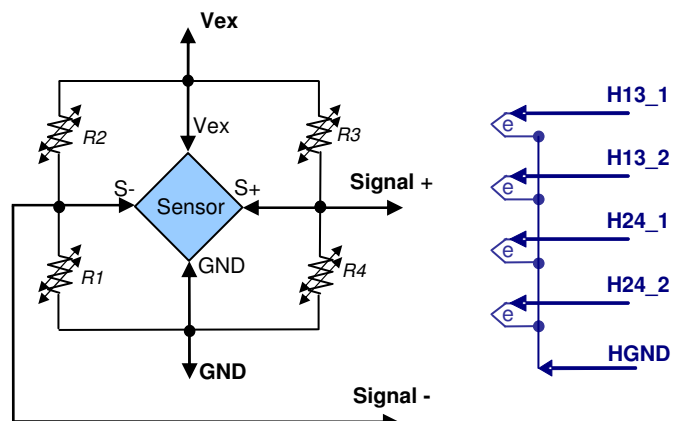 Vex
H13_1
e
R2
Vex
R3
H13_2
e
S-
S+
Signal +
Sensor
H24_1
e
R1
GND
R4
H24_2
e
HGND
GND
Signal -